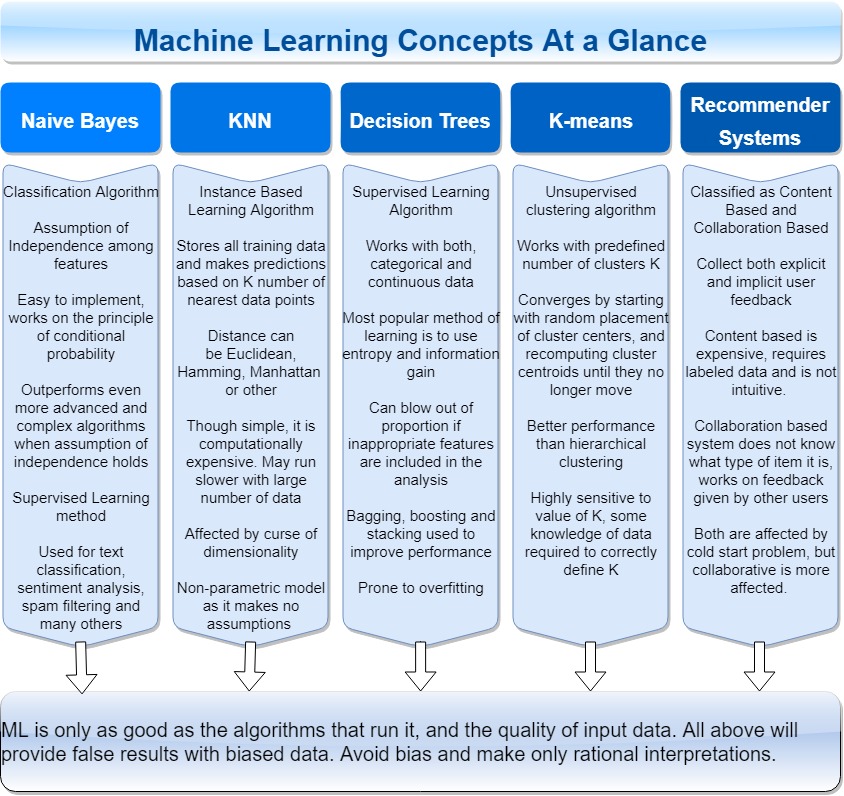 Machine Learning Concepts At a Glance
Naive Bayes
Classification Algorithm
Assumption of
Independence among
features
Easy to implement,
works on the principle
of conditional
probability
Outperforms even
more advanced and
complex algorithms
when assumption of
independence holds
Supervised Learning
method
Used for text
classification,
sentiment analysis,
spam filtering and
many others
KNN
Instance Based
Learning Algorithm
Stores all training data
and makes predictions
based on K number of
nearest data points
Distance can
be Euclidean,
Hamming, Manhattan
or other
Though simple, it is
computationally
expensive. May run
slower with large
number of data
Affected by curse of
dimensionality
Non-parametric model
as it makes no
assumptions
Decision Trees
Supervised Learning
Algorithm
Works with both,
categorical and
continuous data
Most popular method of
learning is to use
entropy and information
gain
Can blow out of
proportion if
inappropriate features
are included in the
analysis
Bagging, boosting and
stacking used to
improve performance
Prone to overfitting
K-means
Unsupervised
clustering algorithm
Works with predefined
number of clusters K
Converges by starting
with random placement
of cluster centers, and
recomputing cluster
centroids until they no
longer move
Better performance
than hierarchical
clustering
Highly sensitive to
value of K, some
knowledge of data
required to correctly
define K
Recommender
Systems
Classified as Content
Based and
Collaboration Based
Collect both explicit
and implicit user
feedback
Content based is
expensive, requires
labeled data and is not
intuitive.
Collaboration based
system does not know
what type of item it is,
works on feedback
given by other users
Both are affected by
cold start problem, but
collaborative is more
affected.
ML is only as good as the algorithms that run it, and the quality of input data. All above will
provide false results with biased data. Avoid bias and make only rational interpretations.